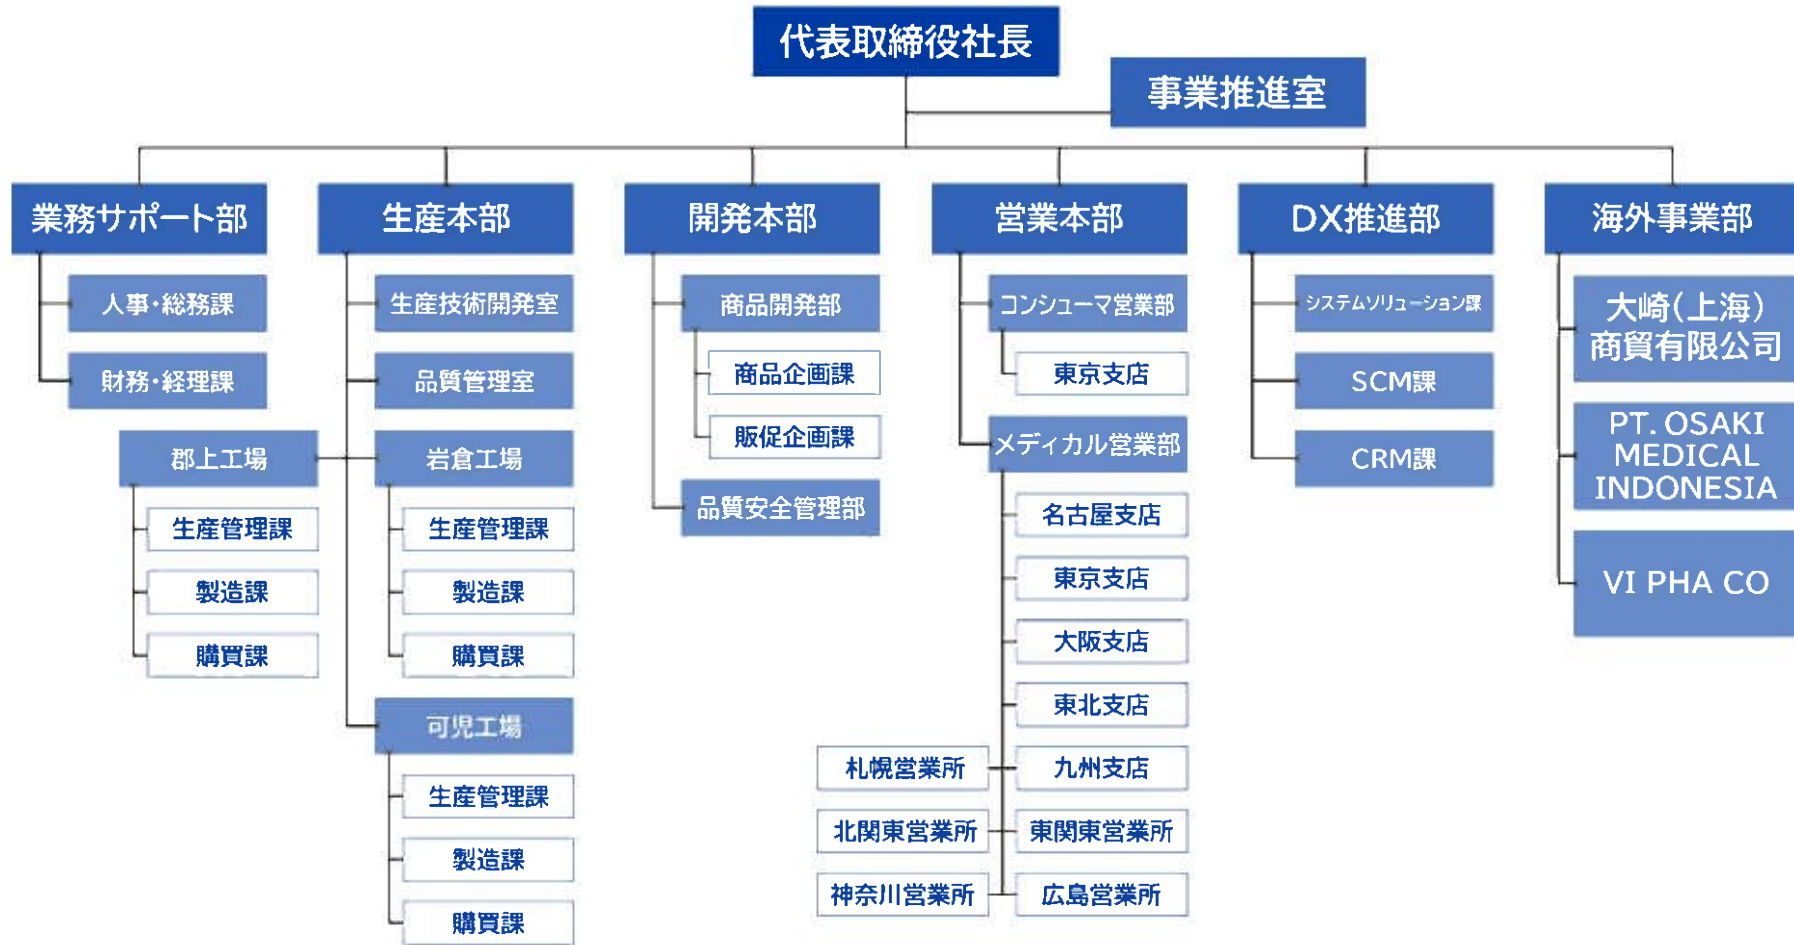 代表取締役社長
事業推進室
業務サポート部
人事・総務課
財務・経理課
生産本部
生産技術開発室
品質管理室
郡上工場
生産管理課
製造課
購買課
岩倉工場
生産管理課
製造課
購買課
可児工場
生産管理課
製造課
購買課
開発本部
商品開発部
商品企画課
販促企画課
品質安全管理部
営業本部
コンシューマ営業部
東京支店
メディカル営業部
名古屋支店
東京支店
大阪支店
東北支店
札幌営業所
九州支店
北関東営業所
東関東営業所
神奈川営業所
広島営業所
DX推進部
システムソリューション課
SCM課
CRM課
海外事業部
大崎(上海)
商貿有限公司
PT. OSAKI
MEDICAL
INDONESIA
VI PHA CO